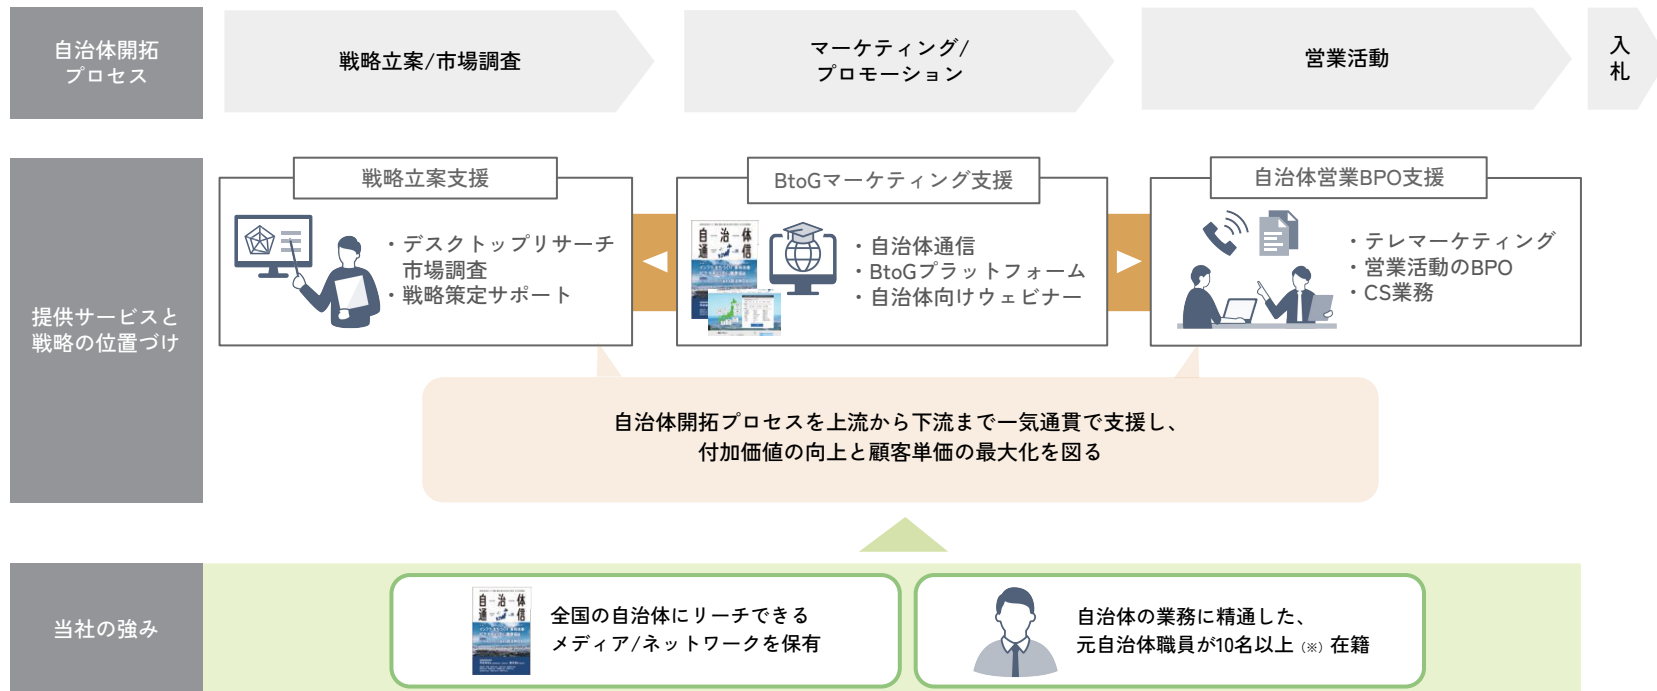 自治体開拓
プロセス
戦略立案/市場調査
マーケティング/
プロモーション
営業活動
入
札
提供サービスと
戦略の位置づけ
戦略立案支援
・デスクトップリサーチ
市場調査
・戦略策定サポート
BtoGマーケティング支援
自治体
通信
・自治体通信
・BtoGプラットフォーム
・自治体向けウェビナー
自治体営業BPO支援
・テレマーケティング
・営業活動のBPO
・CS業務
自治体開拓プロセスを上流から下流まで一気通貫で支援し、
付加価値の向上と顧客単価の最大化を図る
当社の強み
自治体
通信
全国の自治体にリーチできる
メディア/ネットワークを保有
自治体の業務に精通した、
元自治体職員が10名以上（※）在籍